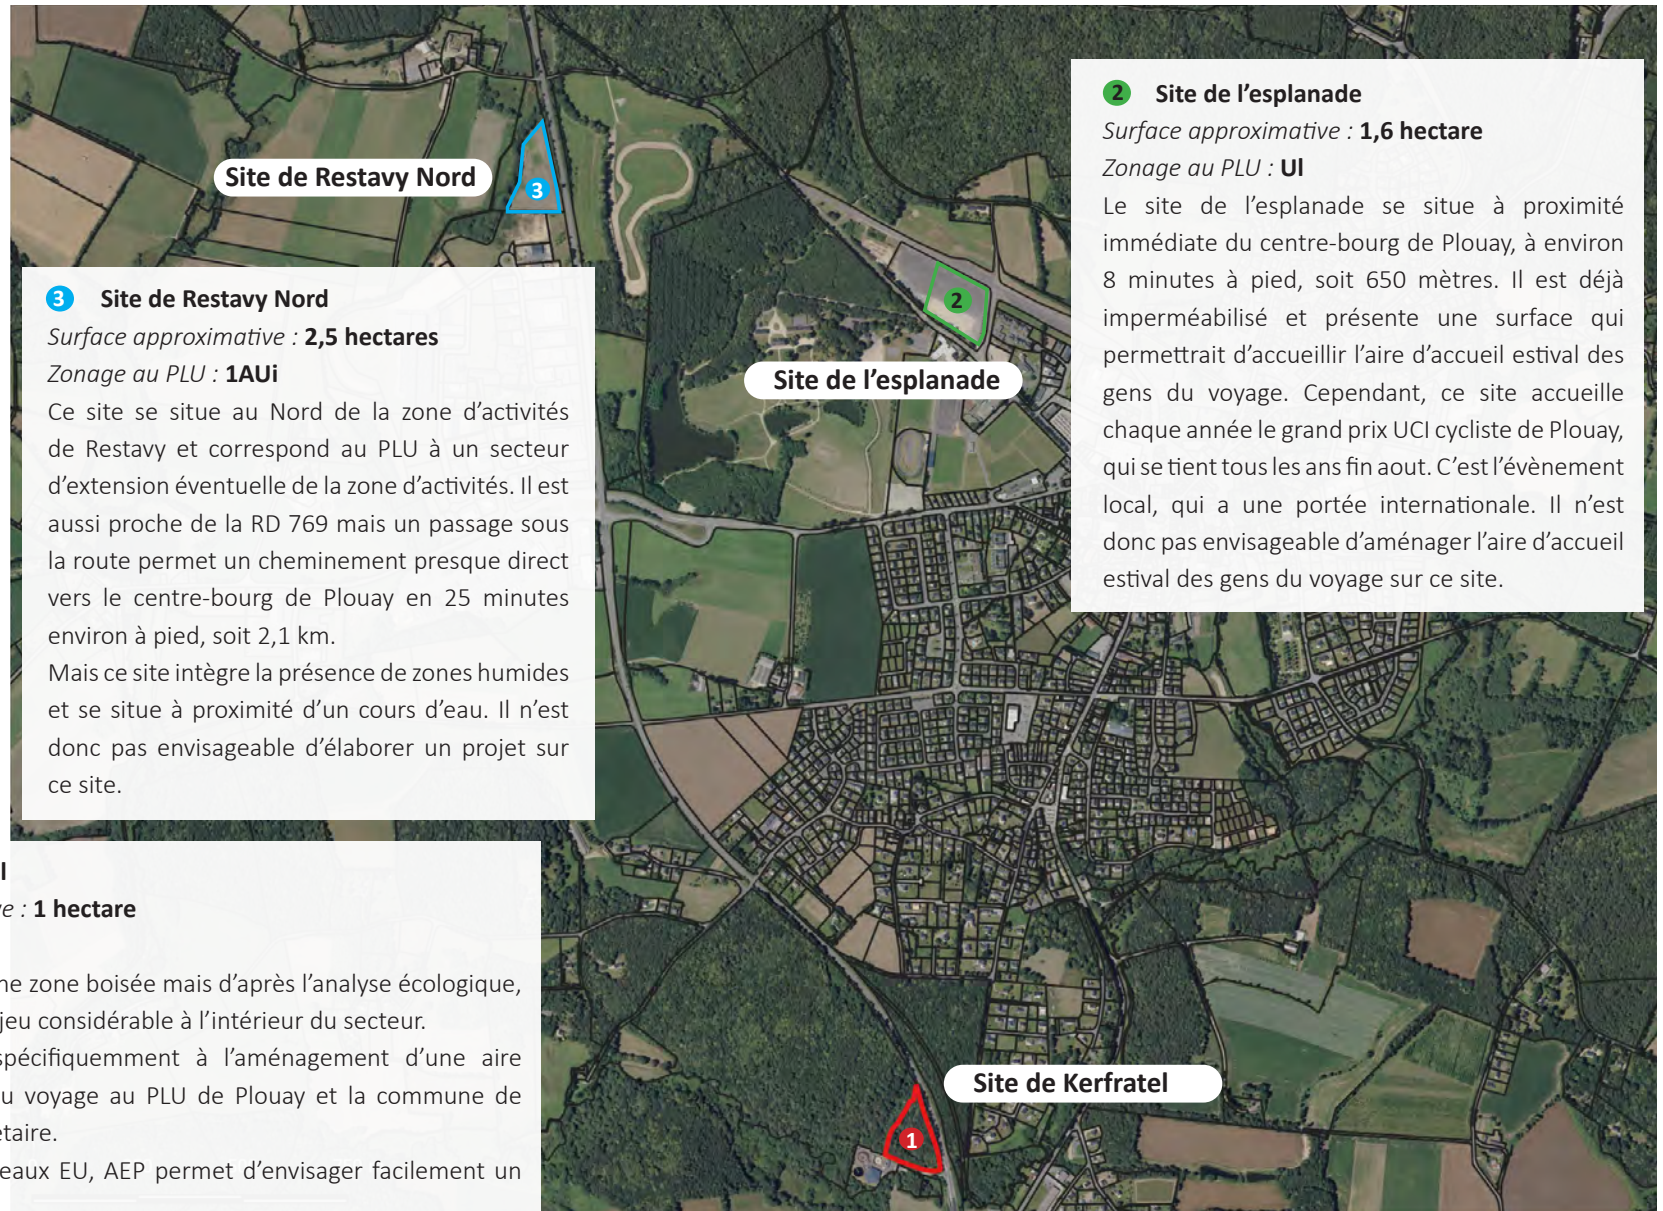 Site de Restavy Nord
3
2
Site de l'esplanade
Site de Kerfratel
1
2 Site de l'esplanade
Surface approximative : 1,6 hectare
Zonage au PLU : Ul
Le site de l'esplanade se situe à proximité
immédiate du centre-bourg de Plouay, à environ
8 minutes à pied, soit 650 mètres. Il est déjà
imperméabilisé et présente une surface qui
permettrait d'accueillir l'aire d'accueil estival des
gens du voyage. Cependant, ce site accueille
chaque année le grand prix UCI cycliste de Plouay,
qui se tient tous les ans fin aout. C'est l'évènement
local, qui a une portée internationale. Il n'est
donc pas envisageable d'aménager l'aire d'accueil
estival des gens du voyage sur ce site.
3 Site de Restavy Nord
Surface approximative : 2,5 hectares
Zonage au PLU : 1AUi
Ce site se situe au Nord de la zone d'activités
de Restavy et correspond au PLU à un secteur
d'extension éventuelle de la zone d'activités. Il est
aussi proche de la RD 769 mais un passage sous
la route permet un cheminement presque direct
vers le centre-bourg de Plouay en 25 minutes
environ à pied, soit 2,1 km.
Mais ce site intègre la présence de zones humides
et se situe à proximité d'un cours d'eau. Il n'est
donc pas envisageable d'élaborer un projet sur
ce site.
l
e : 1 hectare
ne zone boisée mais d'après l'analyse écologique,
jeu considérable à l'intérieur du secteur.
spécifiquemment à l'aménagement d'une aire
u voyage au PLU de Plouay et la commune de
étaire.
eaux EU, AEP permet d'envisager facilement un